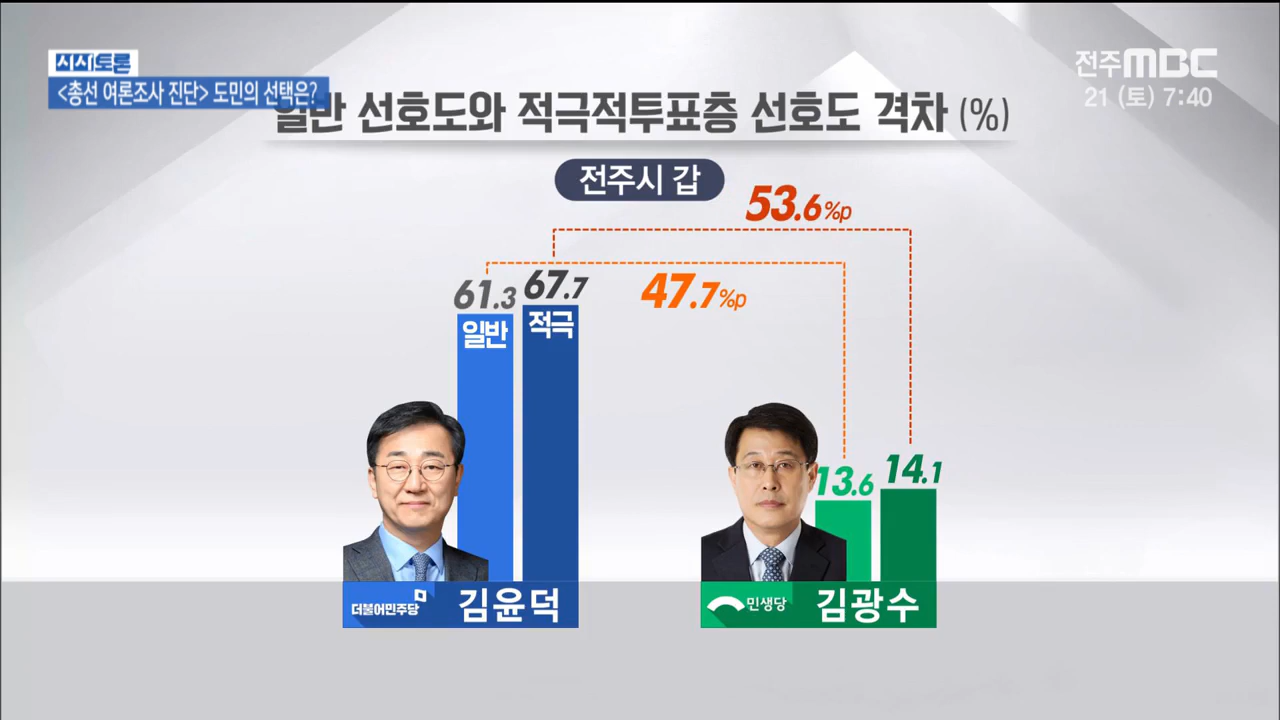 시사토론
<총선 여론조사 진단> 도민의 선택은?
전주MBC
21 (토) 7:40
일반 선호도와 적극적투표층 선호도 격차 (%)
전주시 갑
53.6%p
47.7%p
61.3
67.7
일반
적극
13.6
14.1
더불어민주당 김윤덕
민생당 김광수